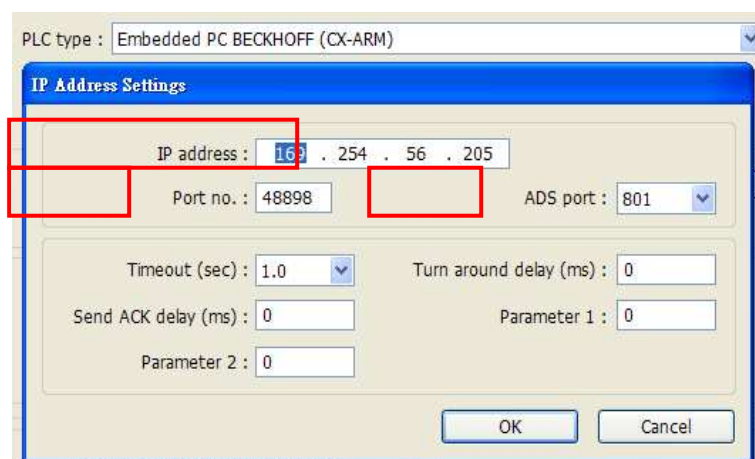 PLC type : Embedded PC BECKHOFF (CX-ARM)
IP Address Settings
IP address : 169 . 254 . 56 . 205
Port no. : 48898 ADS port : 801
Timeout (sec) : 1.0 Turn around delay (ms) : 0
Send ACK delay (ms) : 0 Parameter 1 : 0
Parameter 2 : 0
OK Cancel